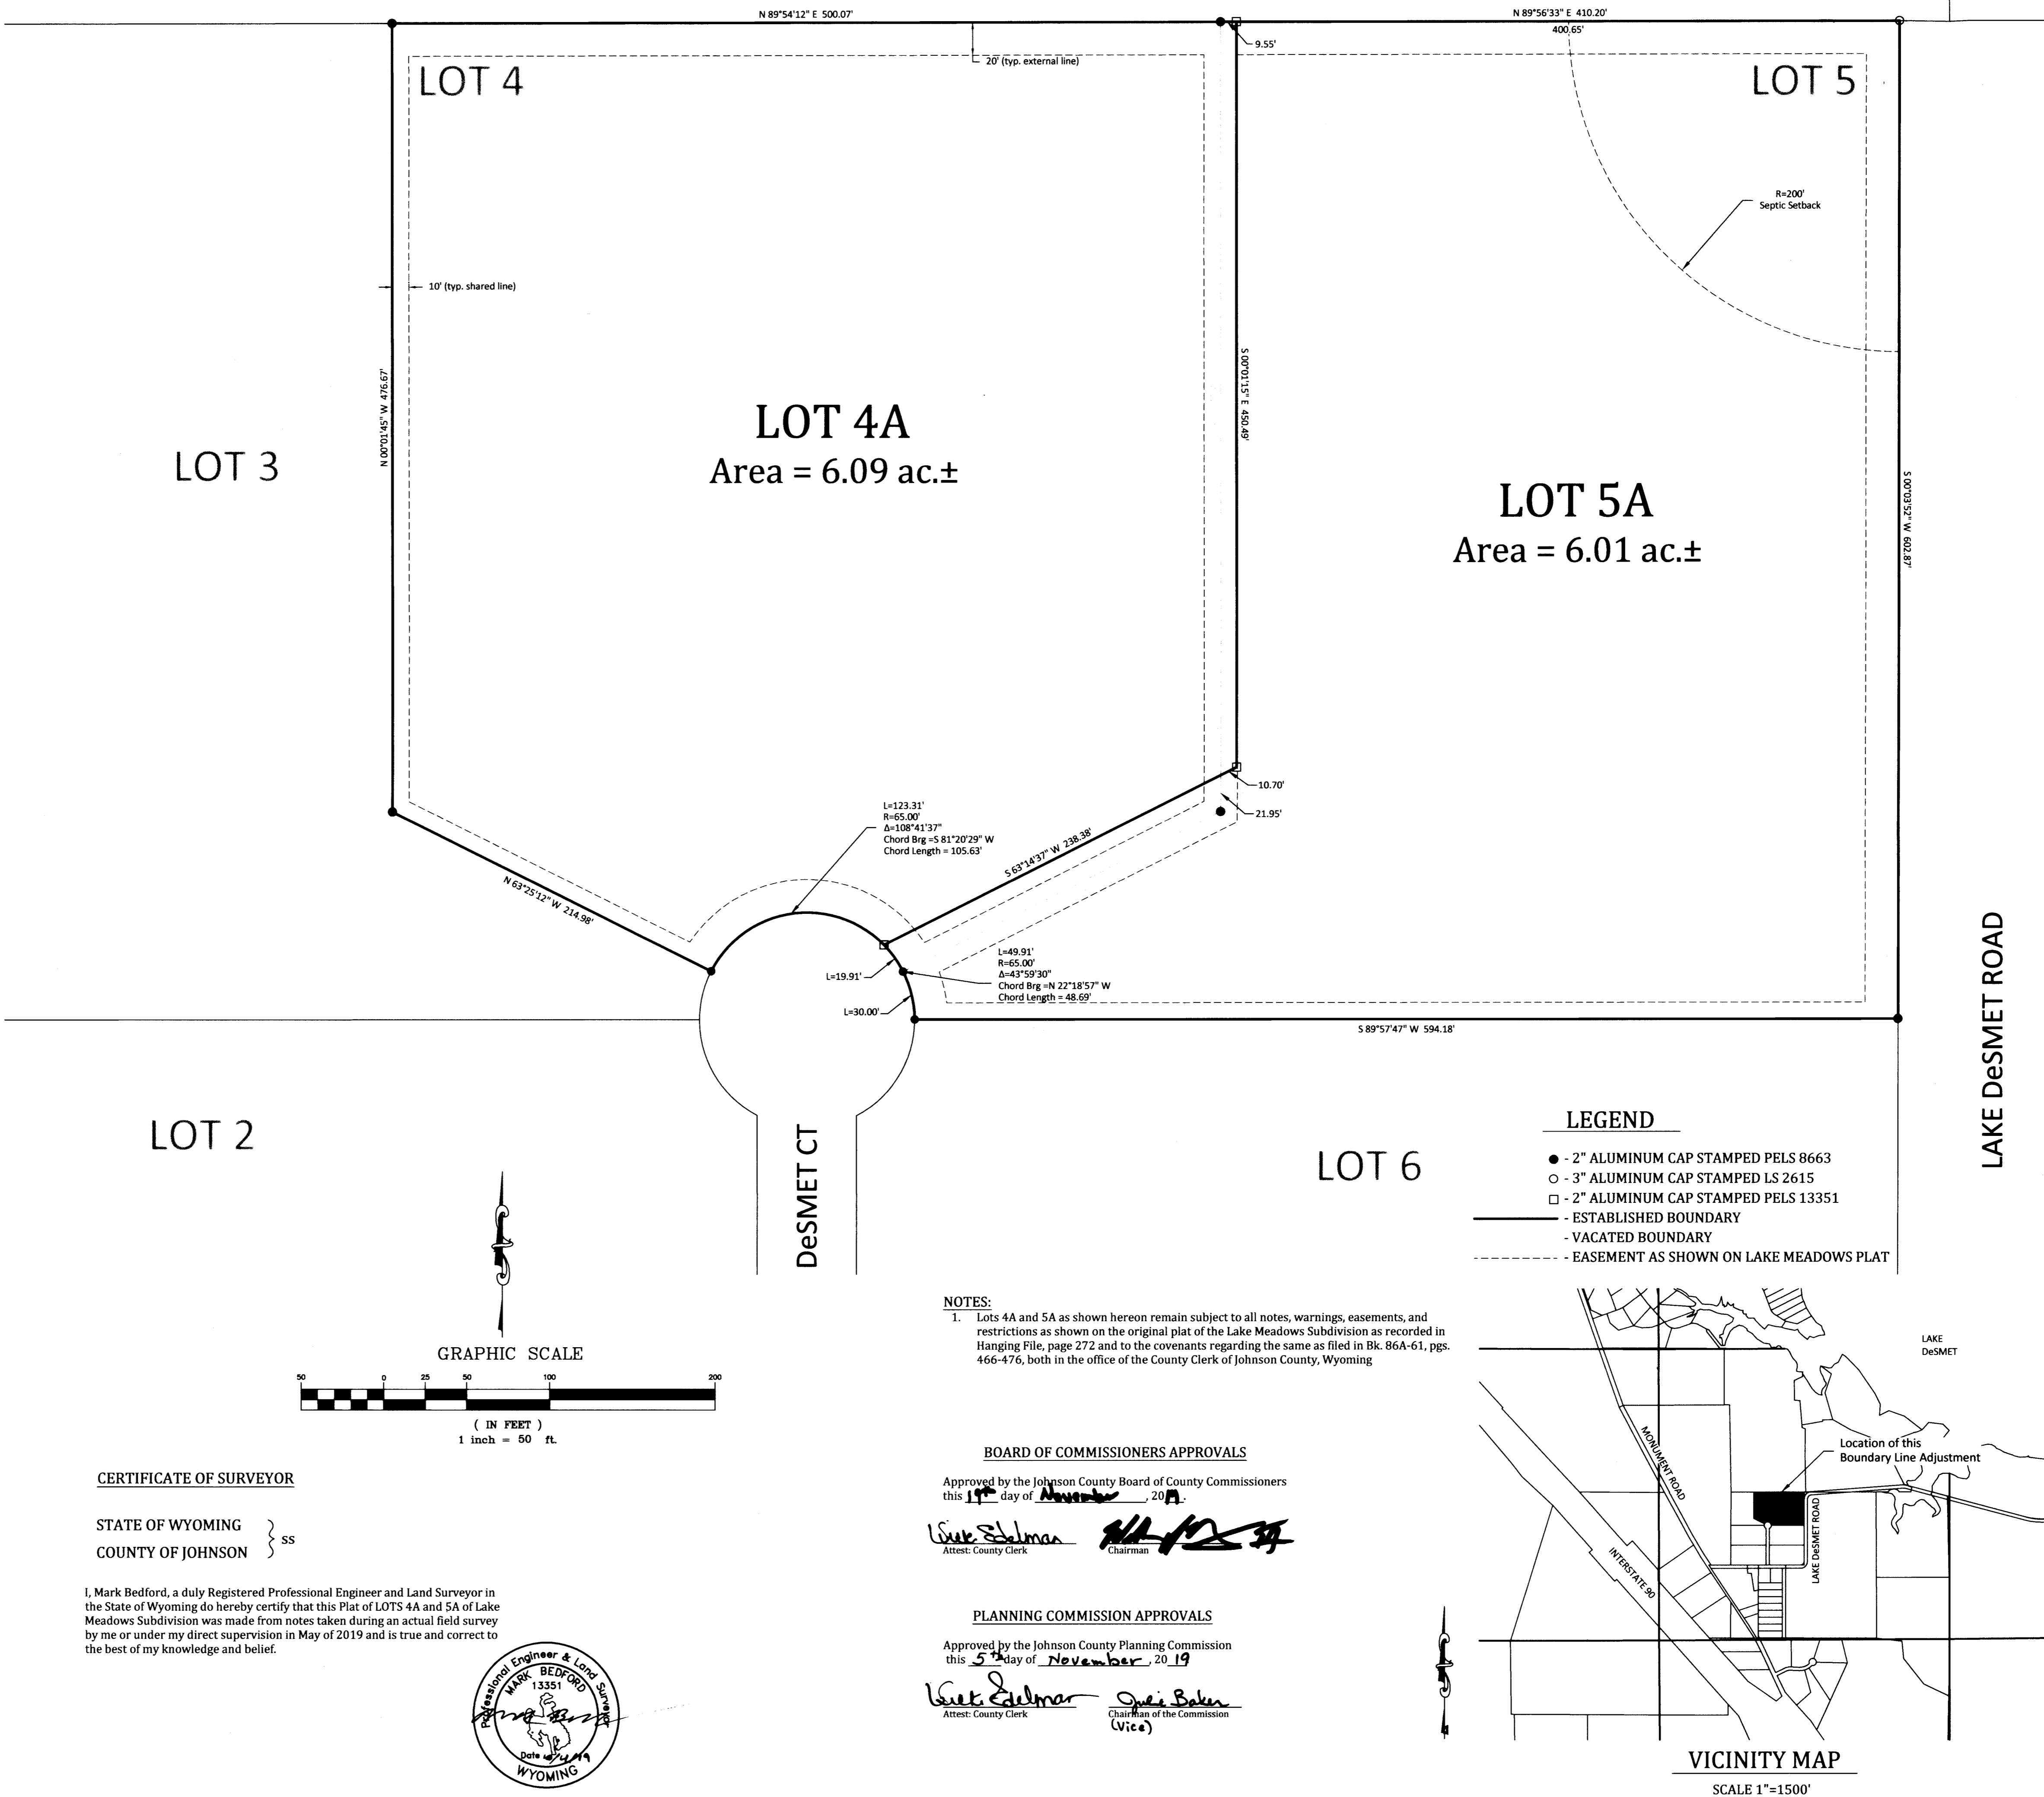 N 89°54'12" E 500.07'
N 89°56'33" E 410.20'
400.65'
9.55'
20' (typ. external line)
LOT 4
LOT 5
R=200'
Septic Setback
10' (typ. shared line)
N 00°01'45" W 476.67'
S 00°01'15" E 450.49'
S 00°03'52" W 602.87'
LOT 3
LOT 4A
Area = 6.09 ac.±
LOT 5A
Area = 6.01 ac.±
10.70'
21.95'
L=123.31'
R=65.00'
Δ=108°41'37"
Chord Brg =S 81°20'29" W
Chord Length = 105.63'
S 63°14'37" W 238.38'
N 63°25'12" W 214.98'
L=19.91'
L=49.91'
R=65.00'
Δ=43°59'30"
Chord Brg =N 22°18'57" W
Chord Length = 48.69'
L=30.00'
S 89°57'47" W 594.18'
LAKE DeSMET ROAD
LOT 2
DeSMET CT
LOT 6
LEGEND
- 2" ALUMINUM CAP STAMPED PELS 8663
- 3" ALUMINUM CAP STAMPED LS 2615
- 2" ALUMINUM CAP STAMPED PELS 13351
- ESTABLISHED BOUNDARY
- VACATED BOUNDARY
- EASEMENT AS SHOWN ON LAKE MEADOWS PLAT
NOTES:
1. Lots 4A and 5A as shown hereon remain subject to all notes, warnings, easements, and
restrictions as shown on the original plat of the Lake Meadows Subdivision as recorded in
Hanging File, page 272 and to the covenants regarding the same as filed in Bk. 86A-61, pgs.
466-476, both in the office of the County Clerk of Johnson County, Wyoming
GRAPHIC SCALE
50 0 25 50 100 200
( IN FEET )
1 inch = 50 ft.
CERTIFICATE OF SURVEYOR
STATE OF WYOMING
COUNTY OF JOHNSON
ss
I, Mark Bedford, a duly Registered Professional Engineer and Land Surveyor in
the State of Wyoming do hereby certify that this Plat of LOTS 4A and 5A of Lake
Meadows Subdivision was made from notes taken during an actual field survey
by me or under my direct supervision in May of 2019 and is true and correct to
the best of my knowledge and belief.
Professional Engineer & Land Surveyor
MARK BEDFORD
13351
Date
WYOMING
BOARD OF COMMISSIONERS APPROVALS
Approved by the Johnson County Board of County Commissioners
this 19th day of November, 2019.
Vicki Edelman
Attest: County Clerk
Chairman
PLANNING COMMISSION APPROVALS
Approved by the Johnson County Planning Commission
this 5th day of November, 2019
Vicki Edelman
Julie Baker
Attest: County Clerk
Chairman of the Commission
(Vice)
LAKE
DeSMET
MONUMENT ROAD
Location of this
Boundary Line Adjustment
LAKE DeSMET ROAD
INTERSTATE 90
VICINITY MAP
SCALE 1"=1500'